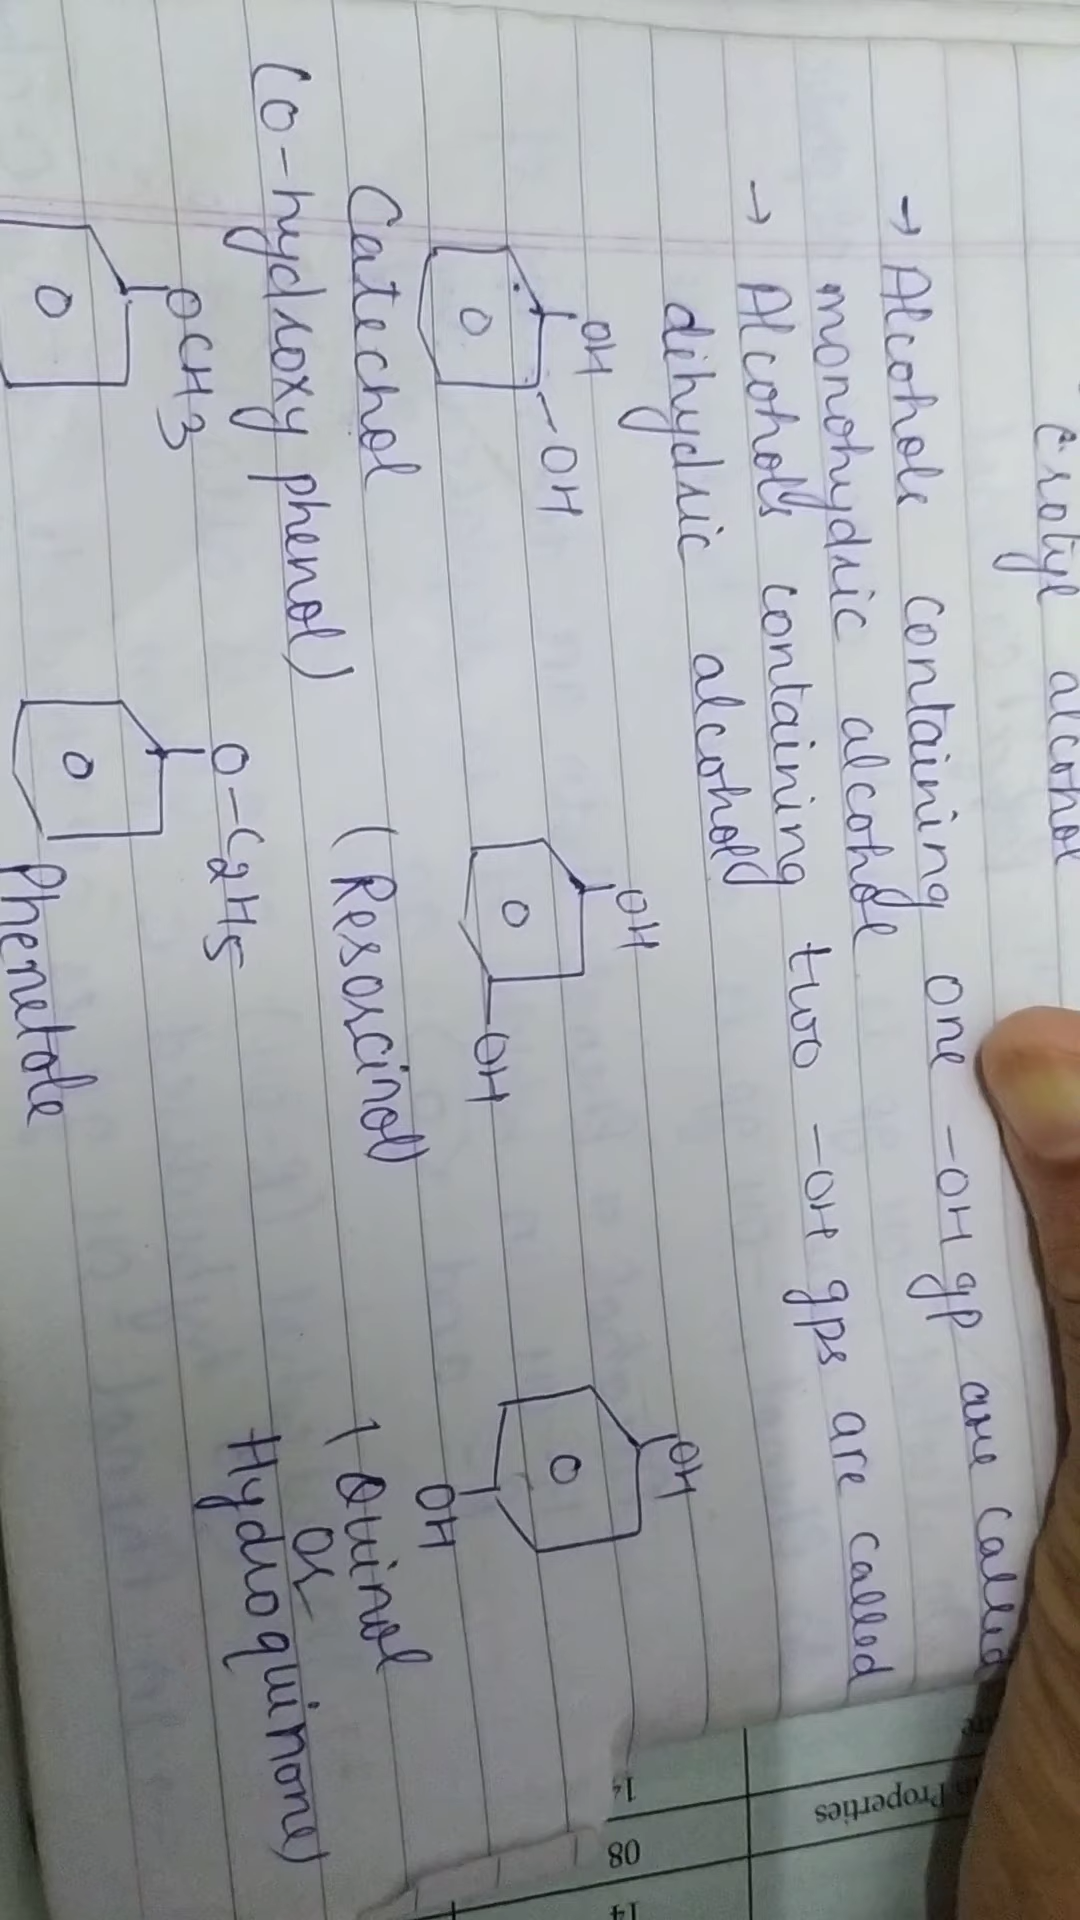 Crotyl alcohol
→ Alcohols containing one -OH gp are called
monohydric alcohols
→ Alcohols containing two -OH gps are called
dihydric alcohols
OH
-OH
OH
-OH
OH
OH
Catechol
(Resorcinol)
( Quinol
or
Hydroquinone)
(o-hydroxy phenol)
OCH3
O-C2H5
Phenetole
Properties
14
08
14